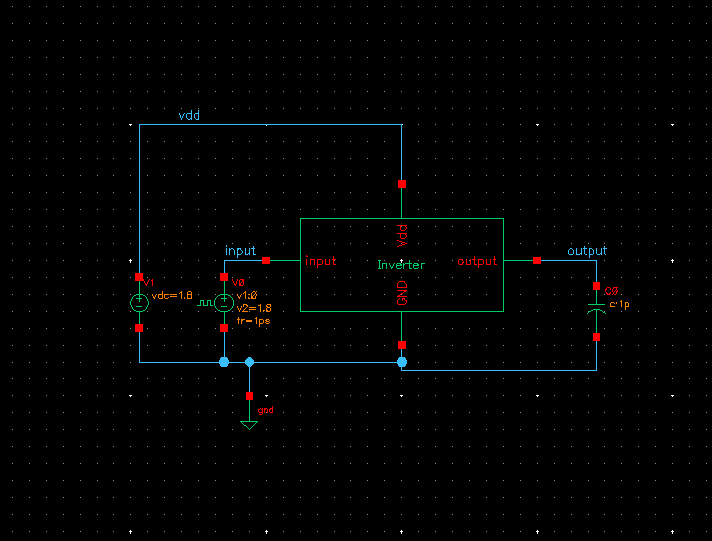 vdd
input
output
Vdd
input
Inverter
output
GND
V1
vdc=1.8
V0
v1:0
v2=1.8
tr=1ps
C0
c:1p
gnd